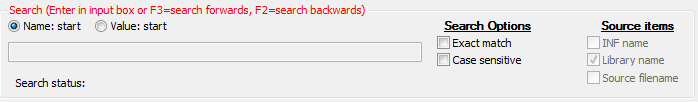 Search (Enter in input box or F3=search forwards, F2=search backwards)
Name: start Value: start
Search Options
Exact match
Case sensitive
Source items
INF name
Library name
Source filename
Search status: